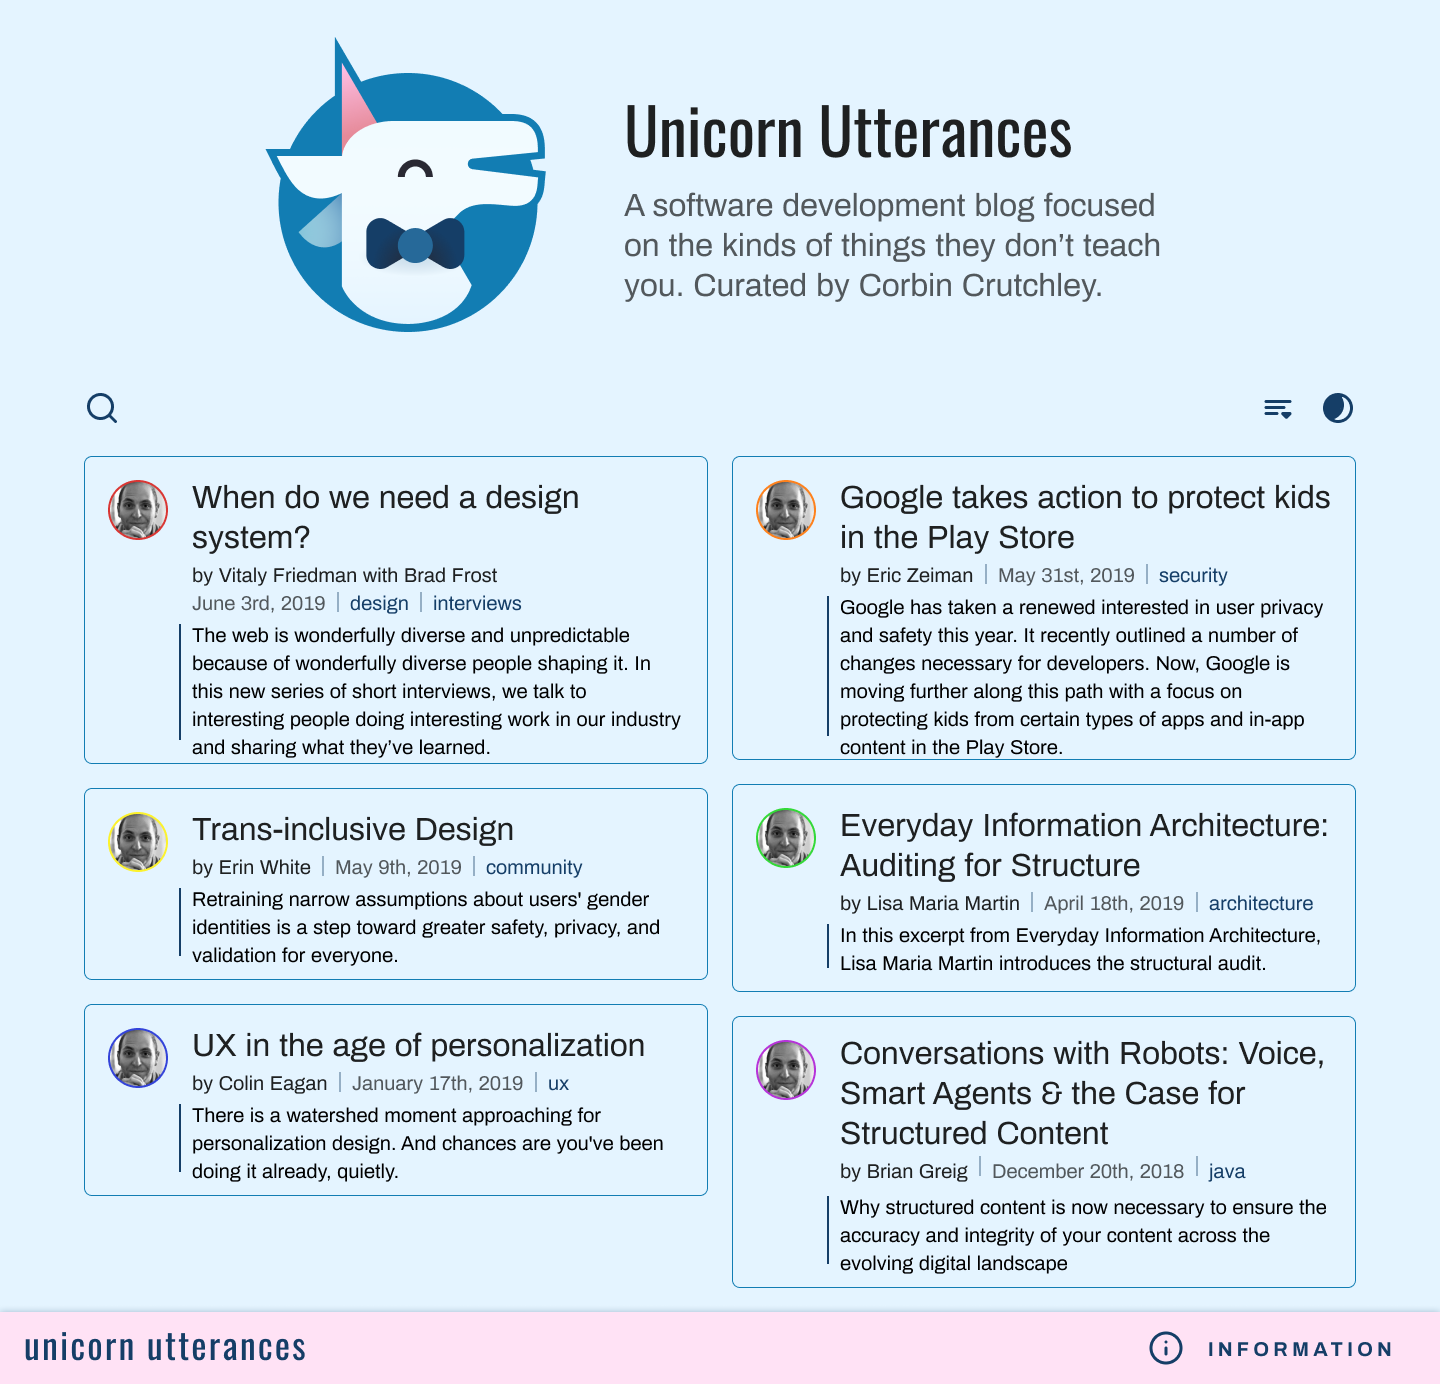 Unicorn Utterances
A software development blog focused
on the kinds of things they don’t teach
you. Curated by Corbin Crutchley.
When do we need a design
system?
by Vitaly Friedman with Brad Frost
June 3rd, 2019 design interviews
The web is wonderfully diverse and unpredictable
because of wonderfully diverse people shaping it. In
this new series of short interviews, we talk to
interesting people doing interesting work in our industry
and sharing what they’ve learned.
Google takes action to protect kids
in the Play Store
by Eric Zeiman May 31st, 2019 security
Google has taken a renewed interested in user privacy
and safety this year. It recently outlined a number of
changes necessary for developers. Now, Google is
moving further along this path with a focus on
protecting kids from certain types of apps and in-app
content in the Play Store.
Trans-inclusive Design
by Erin White May 9th, 2019 community
Retraining narrow assumptions about users' gender
identities is a step toward greater safety, privacy, and
validation for everyone.
Everyday Information Architecture:
Auditing for Structure
by Lisa Maria Martin April 18th, 2019 architecture
In this excerpt from Everyday Information Architecture,
Lisa Maria Martin introduces the structural audit.
UX in the age of personalization
by Colin Eagan January 17th, 2019 ux
There is a watershed moment approaching for
personalization design. And chances are you've been
doing it already, quietly.
Conversations with Robots: Voice,
Smart Agents & the Case for
Structured Content
by Brian Greig December 20th, 2018 java
Why structured content is now necessary to ensure the
accuracy and integrity of your content across the
evolving digital landscape
unicorn utterances
INFORMATION